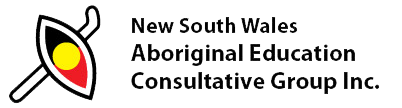 New South Wales
Aboriginal Education
Consultative Group Inc.